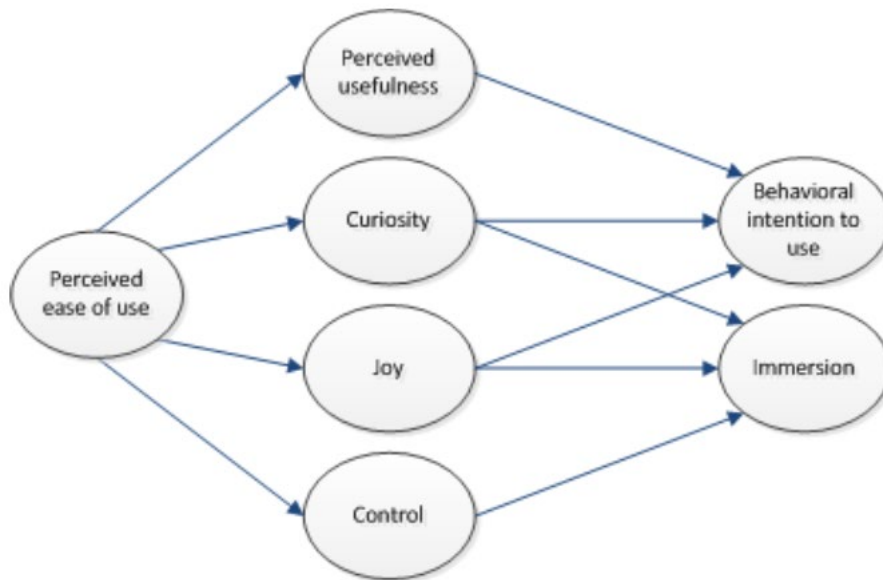 Perceived
usefulness
Curiosity
Behavioral
intention to
use
Perceived
ease of use
Joy
Immersion
Control